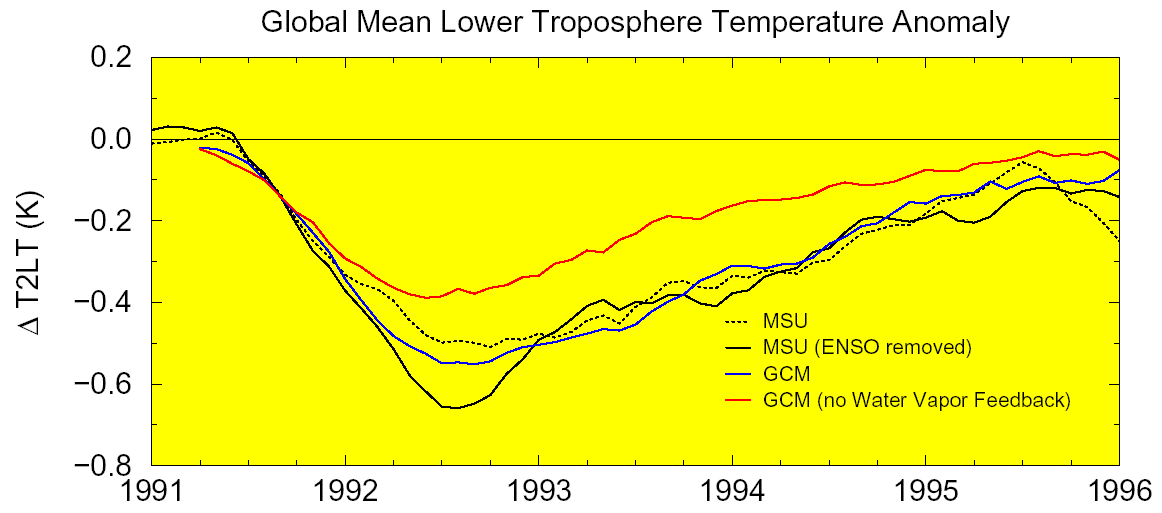 Global Mean Lower Troposphere Temperature Anomaly
0.2
0.0
−0.2
−0.4
−0.6
−0.8
Δ T2LT (K)
MSU
MSU (ENSO removed)
GCM
GCM (no Water Vapor Feedback)
1991 1992 1993 1994 1995 1996